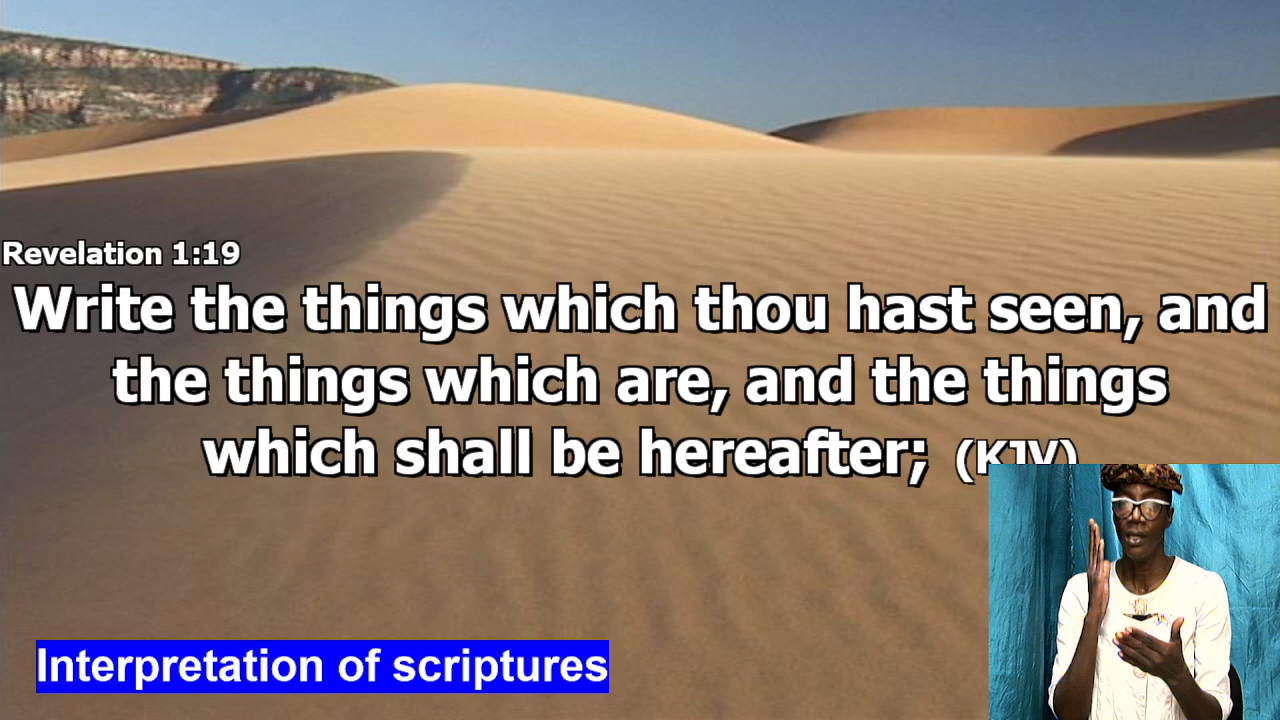 Revelation 1:19
Write the things which thou hast seen, and
the things which are, and the things
which shall be hereafter; (KJV)
Interpretation of scriptures